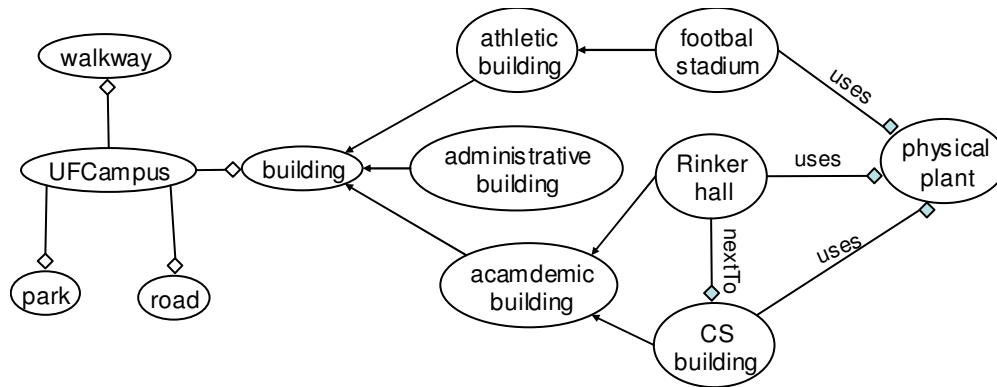 walkway
UFCampus
park
road
building
athletic
building
administrative
building
acamdemic
building
footbal
stadium
Rinker
hall
CS
building
physical
plant
uses
uses
uses
nextTo